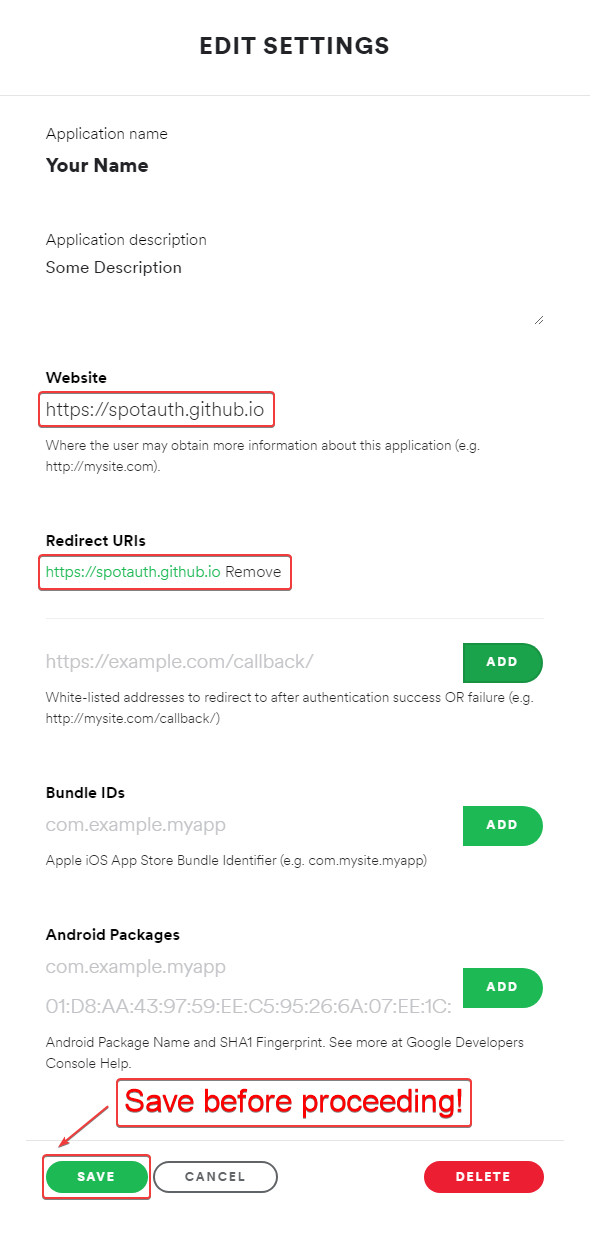 EDIT SETTINGS
Application name
Your Name
Application description
Some Description
Website
https://spotauth.github.io
Where the user may obtain more information about this application (e.g.
http://mysite.com).
Redirect URIs
https://spotauth.github.io Remove
https://example.com/callback/ ADD
White-listed addresses to redirect to after authentication success OR failure (e.g.
http://mysite.com/callback/)
Bundle IDs
com.example.myapp ADD
Apple iOS App Store Bundle Identifier (e.g. com.mysite.myapp)
Android Packages
com.example.myapp
ADD
01:D8:AA:43:97:59:EE:C5:95:26:6A:07:EE:1C:
Android Package Name and SHA1 Fingerprint. See more at Google Developers
Console Help.
Save before proceeding!
SAVE CANCEL DELETE